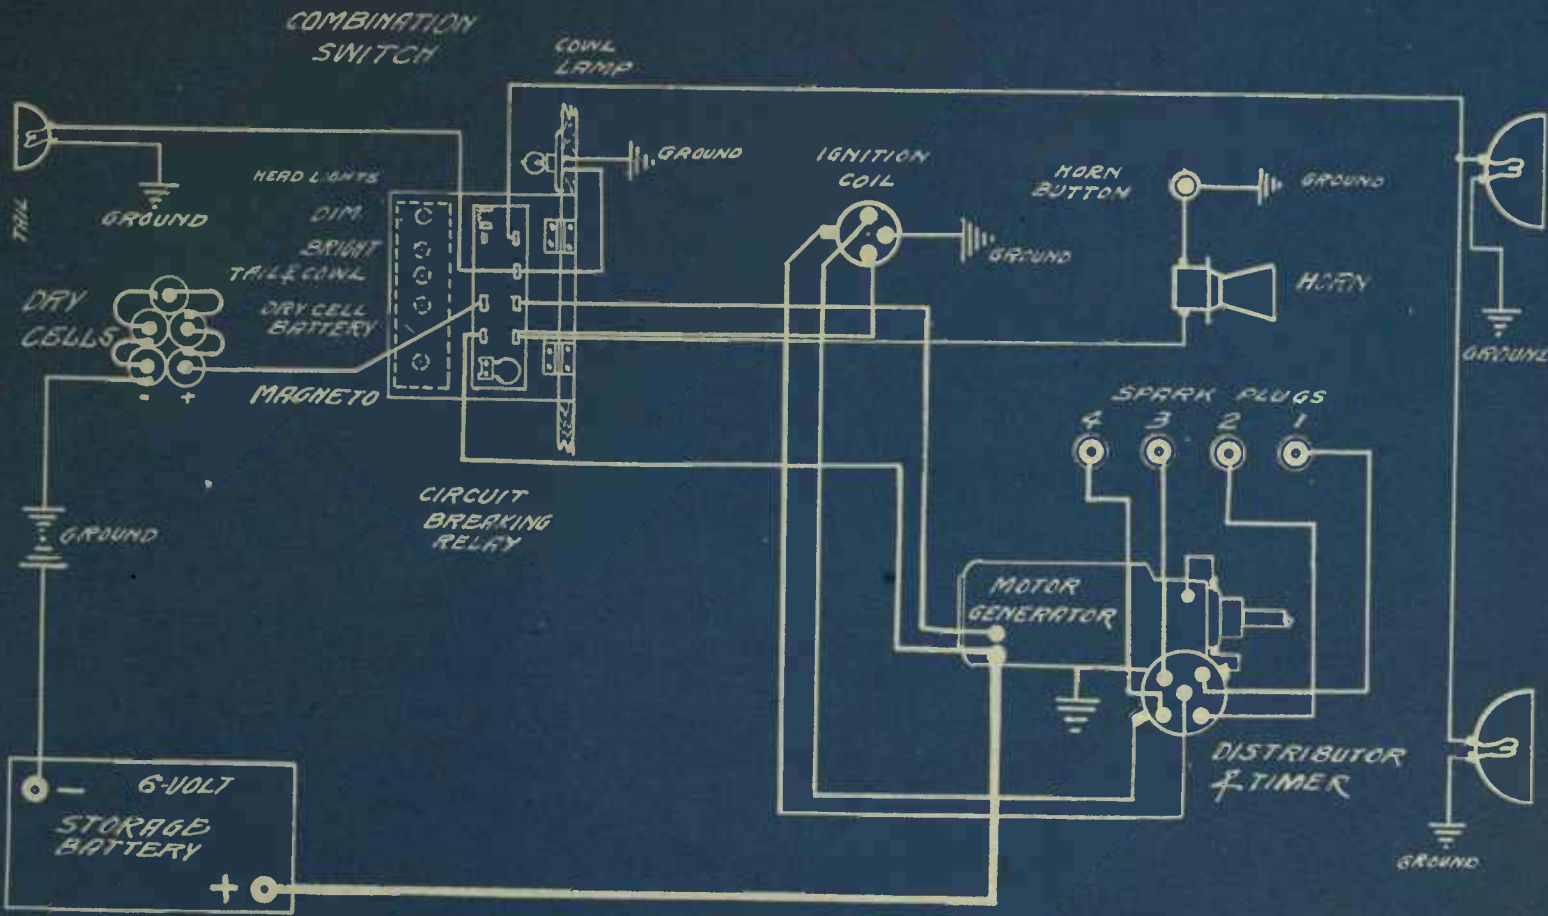 COMBINATION
SWITCH
COWL
LAMP
TAIL
GROUND
HEAD LIGHTS
DIM
BRIGHT
TAIL & COWL
DRY CELL
BATTERY
MAGNETO
DRY
CELLS
- +
GROUND
GROUND
IGNITION
COIL
GROUND
HORN
BUTTON
GROUND
HORN
GROUND
SPARK PLUGS
4 3 2 1
CIRCUIT
BREAKING
RELAY
MOTOR
GENERATOR
DISTRIBUTOR
& TIMER
GROUND
6-VOLT
STORAGE
BATTERY
-
+